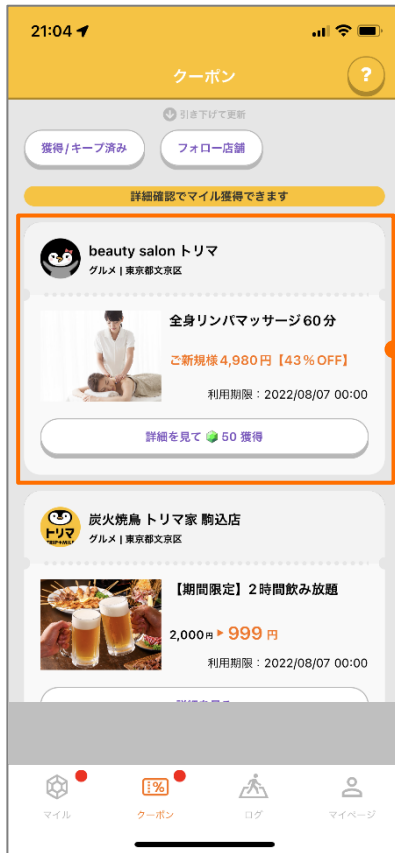 21:04
クーポン
?
引き下げて更新
獲得/キープ済み
フォロー店舗
詳細確認でマイル獲得できます
beauty salon トリマ
グルメ | 東京都文京区
全身リンパマッサージ60分
ご新規様4,980円【43%OFF】
利用期限：2022/08/07 00:00
詳細を見て 50 獲得
トリマ
炭火焼鳥 トリマ家 駒込店
グルメ | 東京都文京区
【期間限定】2時間飲み放題
2,000円 ▶ 999 円
利用期限：2022/08/07 00:00
マイル
クーポン
ログ
マイページ